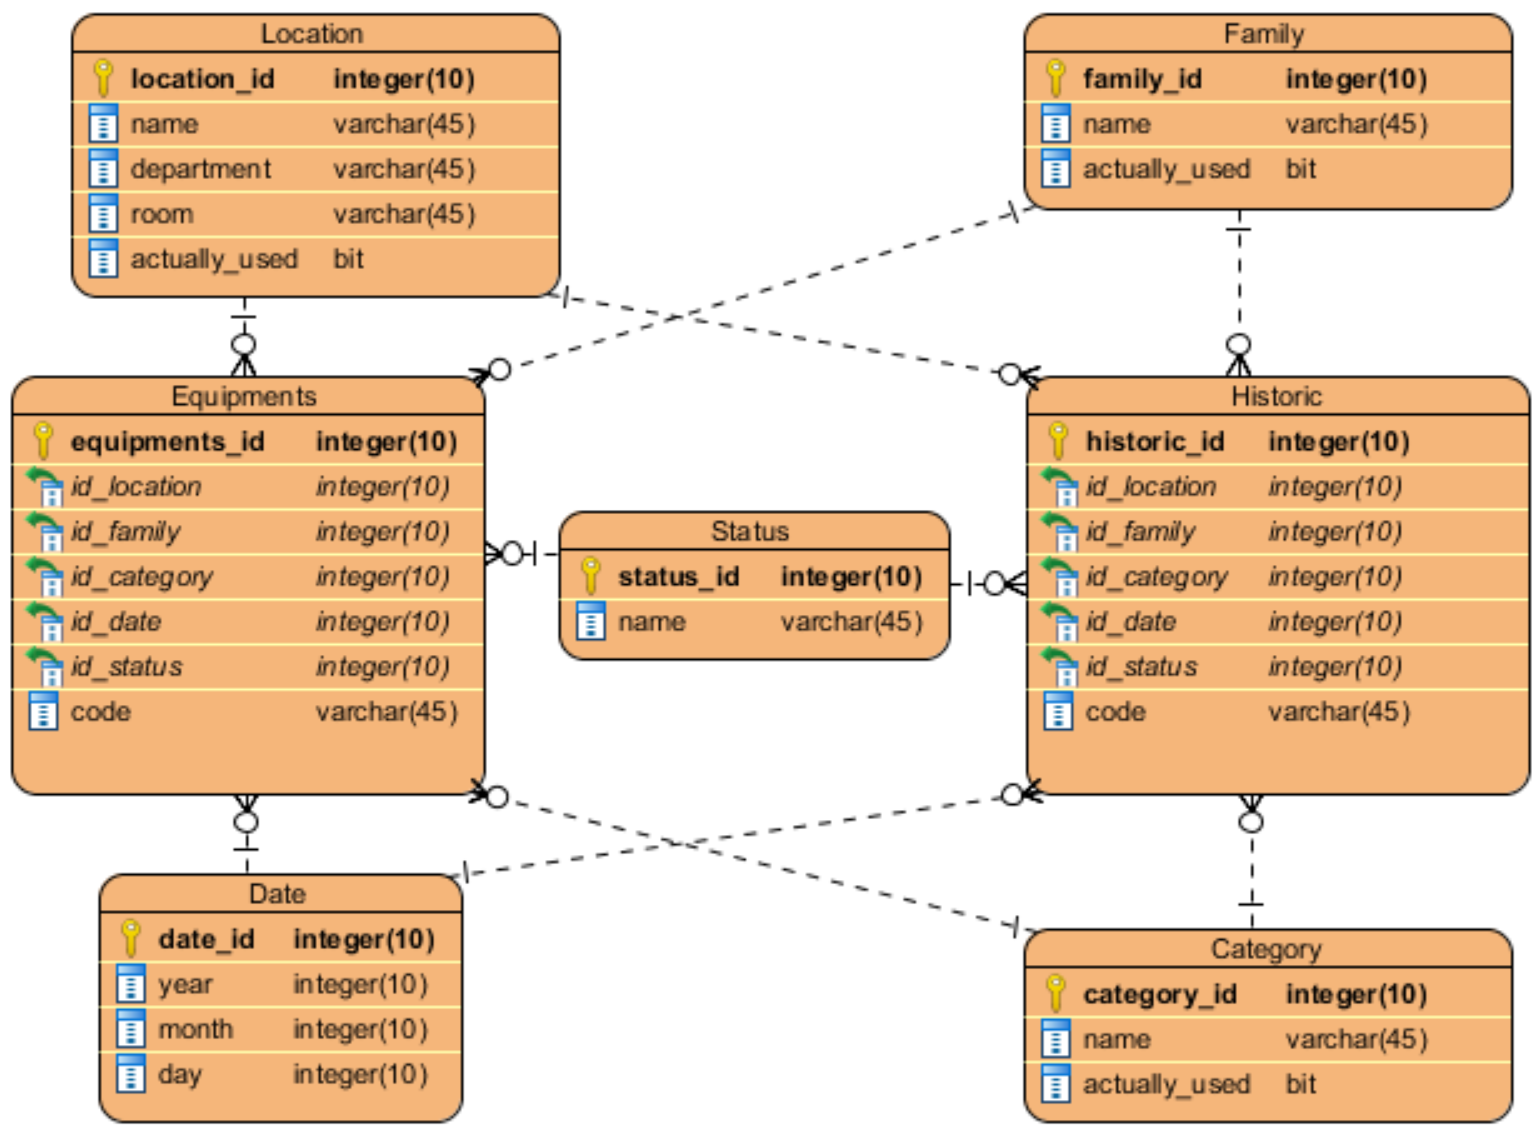 Location
location_id integer(10)
name varchar(45)
department varchar(45)
room varchar(45)
actually_used bit
Family
family_id integer(10)
name varchar(45)
actually_used bit
Equipments
equipments_id integer(10)
id_location integer(10)
id_family integer(10)
id_category integer(10)
id_date integer(10)
id_status integer(10)
code varchar(45)
Status
status_id integer(10)
name varchar(45)
Historic
historic_id integer(10)
id_location integer(10)
id_family integer(10)
id_category integer(10)
id_date integer(10)
id_status integer(10)
code varchar(45)
Date
date_id integer(10)
year integer(10)
month integer(10)
day integer(10)
Category
category_id integer(10)
name varchar(45)
actually_used bit